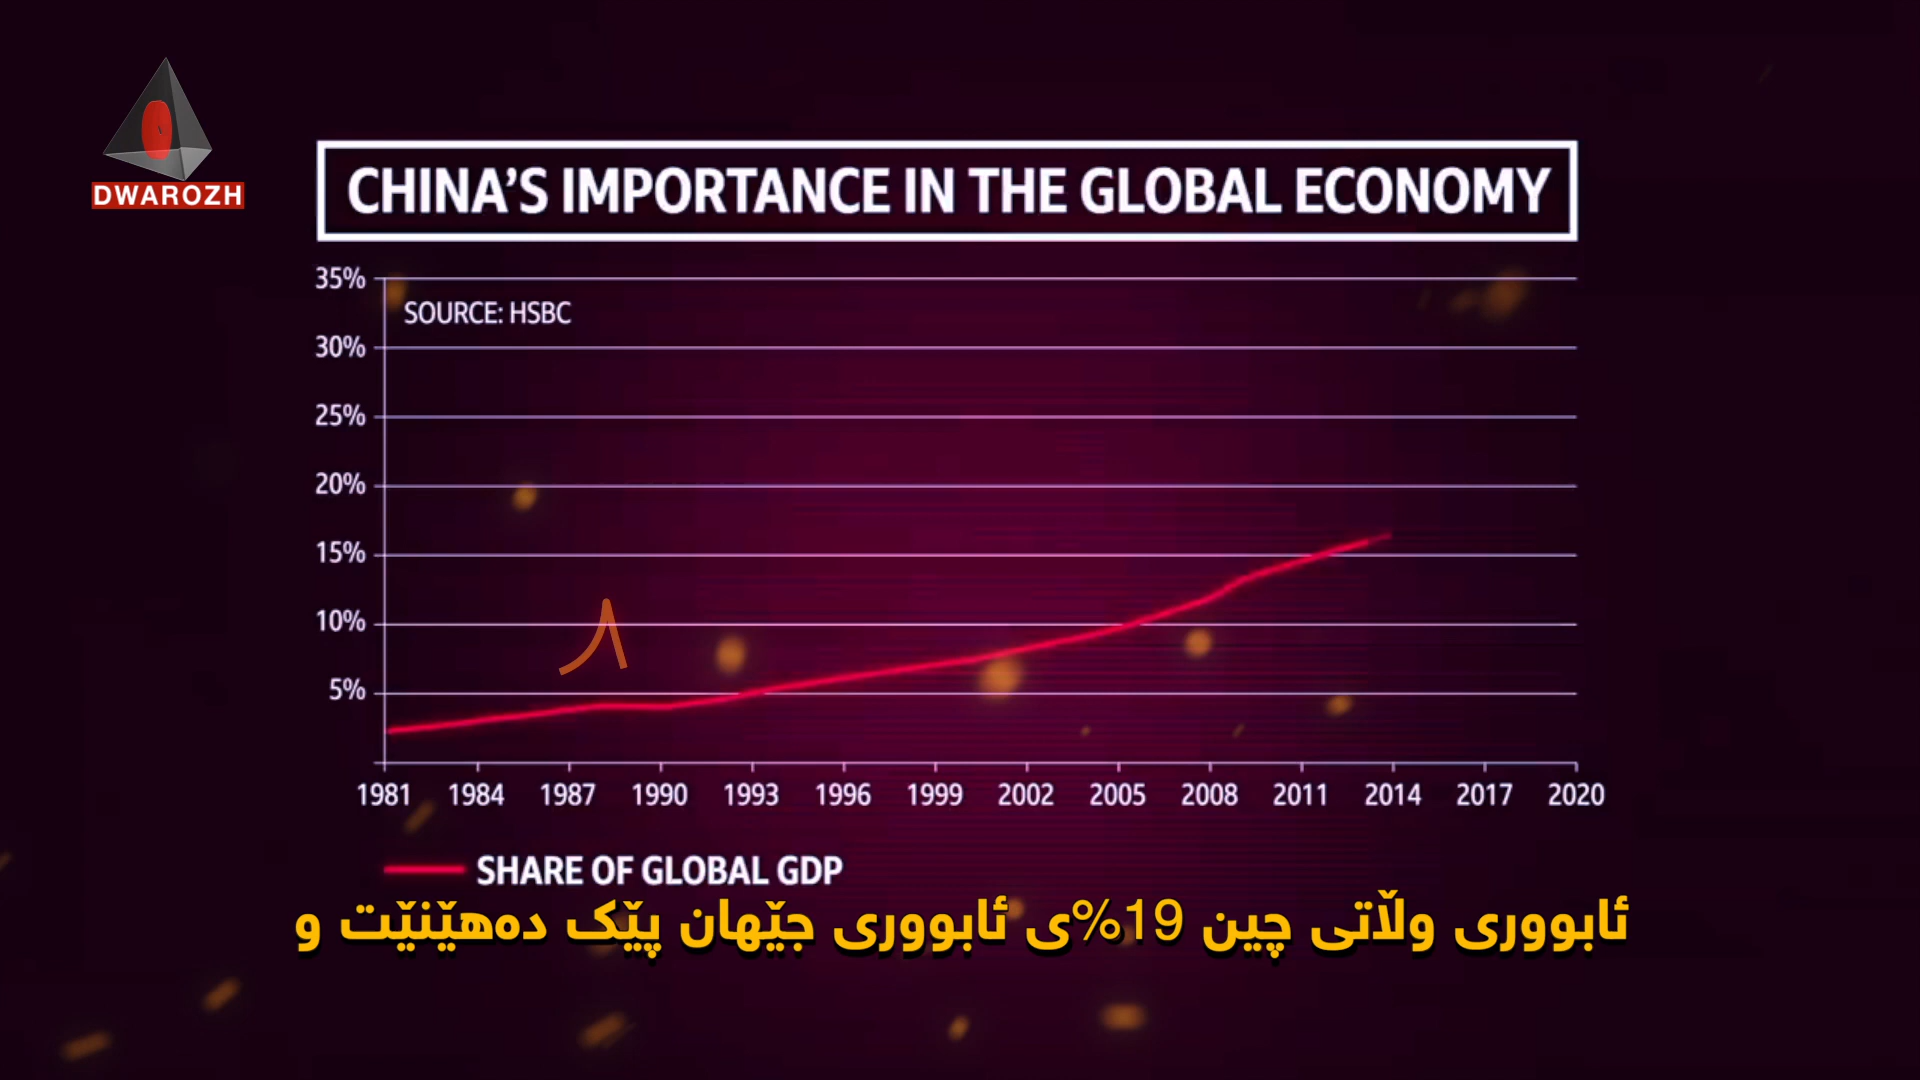 DWAROZH
CHINA'S IMPORTANCE IN THE GLOBAL ECONOMY
35%
SOURCE: HSBC
30%
25%
20%
15%
10%
5%
1981 1984 1987 1990 1993 1996 1999 2002 2005 2008 2011 2014 2017 2020
SHARE OF GLOBAL GDP
ئابووری وڵاتی چین 19%ی ئابووری جێهان پێک دەهێنێت و